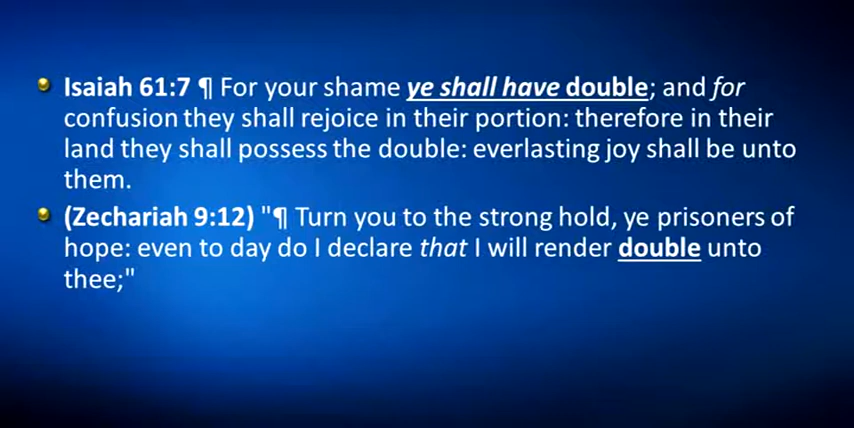 Isaiah 61:7 ¶ For your shame ye shall have double; and for
confusion they shall rejoice in their portion: therefore in their
land they shall possess the double: everlasting joy shall be unto
them.
(Zechariah 9:12) "¶ Turn you to the strong hold, ye prisoners of
hope: even to day do I declare that I will render double unto
thee;"